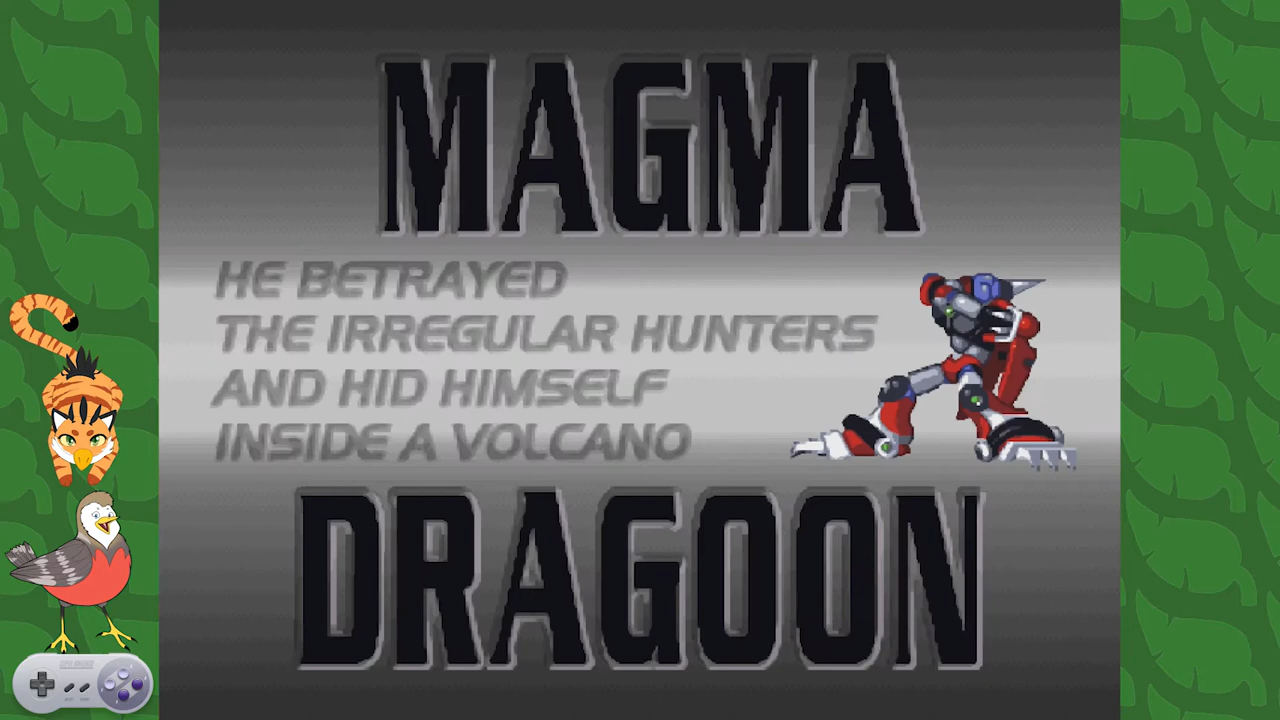 MAGMA
HE BETRAYED
THE IRREGULAR HUNTERS
AND HID HIMSELF
INSIDE A VOLCANO
DRAGOON